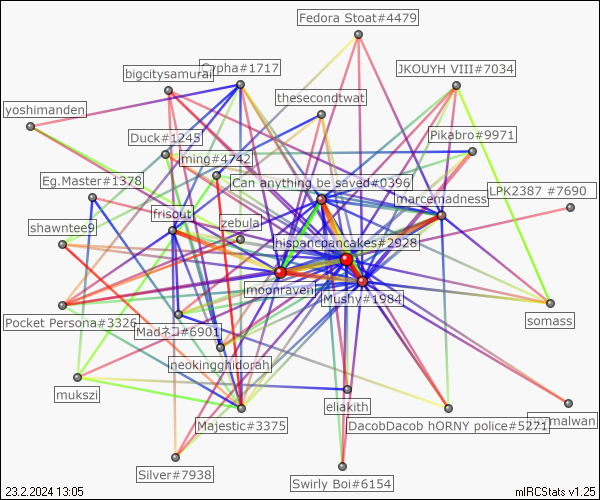 Fedora Stoat#4479
Cypha#1717
bigcitysamurai
JKOUYH VIII#7034
thesecondtwat
yoshimanden
Duck#1245
Pikabro#9971
ming#4742
Eg.Master#1378
Can anything be saved#0396
LPK2387 #7690
marcemadness
frisout
zebula
shawntee9
hispancpancakes#2928
moonraven
Mushy#1984
Pocket Persona#3326
Madネコ#6901
somass
neokingghidorah
mukszi
eliakith
Majestic#3375
DacobDacob hORNY police#5271
normalwan
Silver#7938
Swirly Boi#6154
23.2.2024 13:05
mIRCStats v1.25